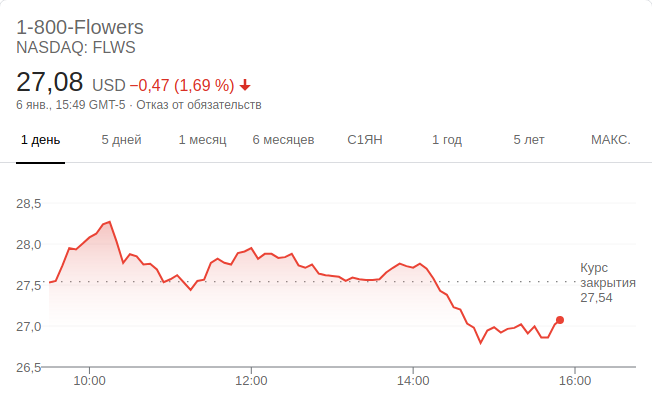 1-800-Flowers
NASDAQ: FLWS
27,08 USD −0,47 (1,69 %)
6 янв., 15:49 GMT-5 · Отказ от обязательств
1 день 5 дней 1 месяц 6 месяцев С1ЯН 1 год 5 лет МАКС.
28,5
28,0
27,5
27,0
26,5
Курс
закрытия
27,54
10:00 12:00 14:00 16:00